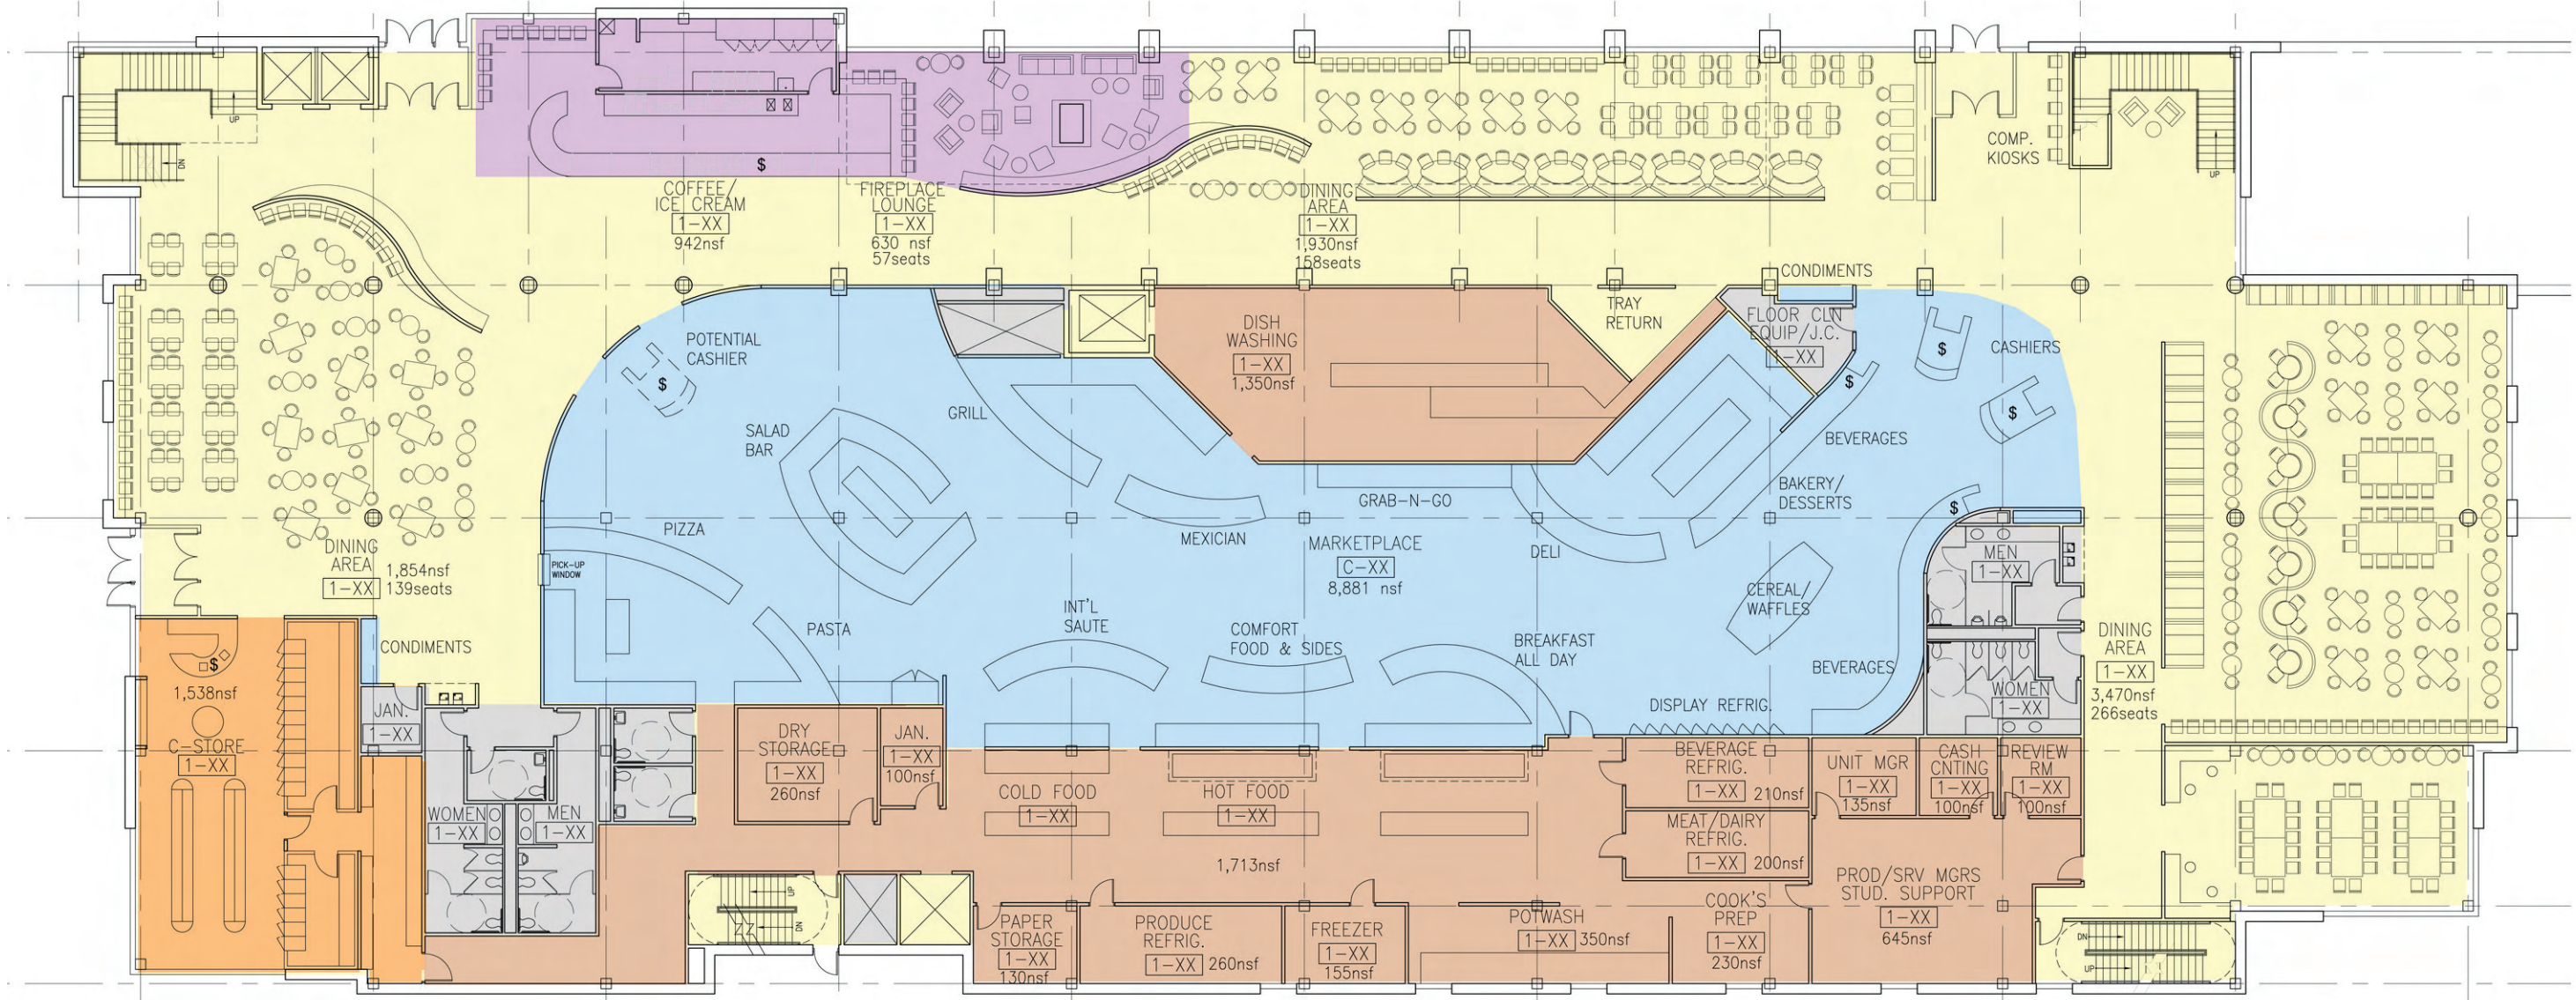 UP
DN
$
COFFEE/
ICE CREAM
1-XX
942nsf
FIREPLACE
LOUNGE
1-XX
630 nsf
57seats
DINING
AREA
1-XX
1,930nsf
158seats
COMP.
KIOSKS
UP
CONDIMENTS
POTENTIAL
CASHIER
$
SALAD
BAR
GRILL
DISH
WASHING
1-XX
1,350nsf
TRAY
RETURN
FLOOR CLN
EQUIP/J.C.
1-XX
$
$
CASHIERS
$
BEVERAGES
BAKERY/
DESSERTS
$
GRAB-N-GO
PIZZA
MEXICIAN
MARKETPLACE
C-XX
8,881 nsf
DELI
PICK-UP
WINDOW
DINING
AREA
1-XX
1,854nsf
139seats
CEREAL/
WAFFLES
MEN
1-XX
INT'L
SAUTE
PASTA
COMFORT
FOOD & SIDES
BREAKFAST
ALL DAY
BEVERAGES
DISPLAY REFRIG.
WOMEN
1-XX
DINING
AREA
1-XX
3,470nsf
266seats
CONDIMENTS
$
1,538nsf
C-STORE
1-XX
JAN.
1-XX
WOMEN
1-XX
MEN
1-XX
DRY
STORAGE
1-XX
260nsf
JAN.
1-XX
100nsf
COLD FOOD
1-XX
HOT FOOD
1-XX
1,713nsf
BEVERAGE
REFRIG.
1-XX 210nsf
MEAT/DAIRY
REFRIG.
1-XX 200nsf
UNIT MGR
1-XX
135nsf
CASH
CNTING
1-XX
100nsf
REVIEW
RM
1-XX
100nsf
PROD/SRV MGRS
STUD. SUPPORT
1-XX
645nsf
UP
DN
PAPER
STORAGE
1-XX
130nsf
PRODUCE
REFRIG.
1-XX 260nsf
FREEZER
1-XX
155nsf
POTWASH
1-XX 350nsf
COOK'S
PREP
1-XX
230nsf
DN
UP